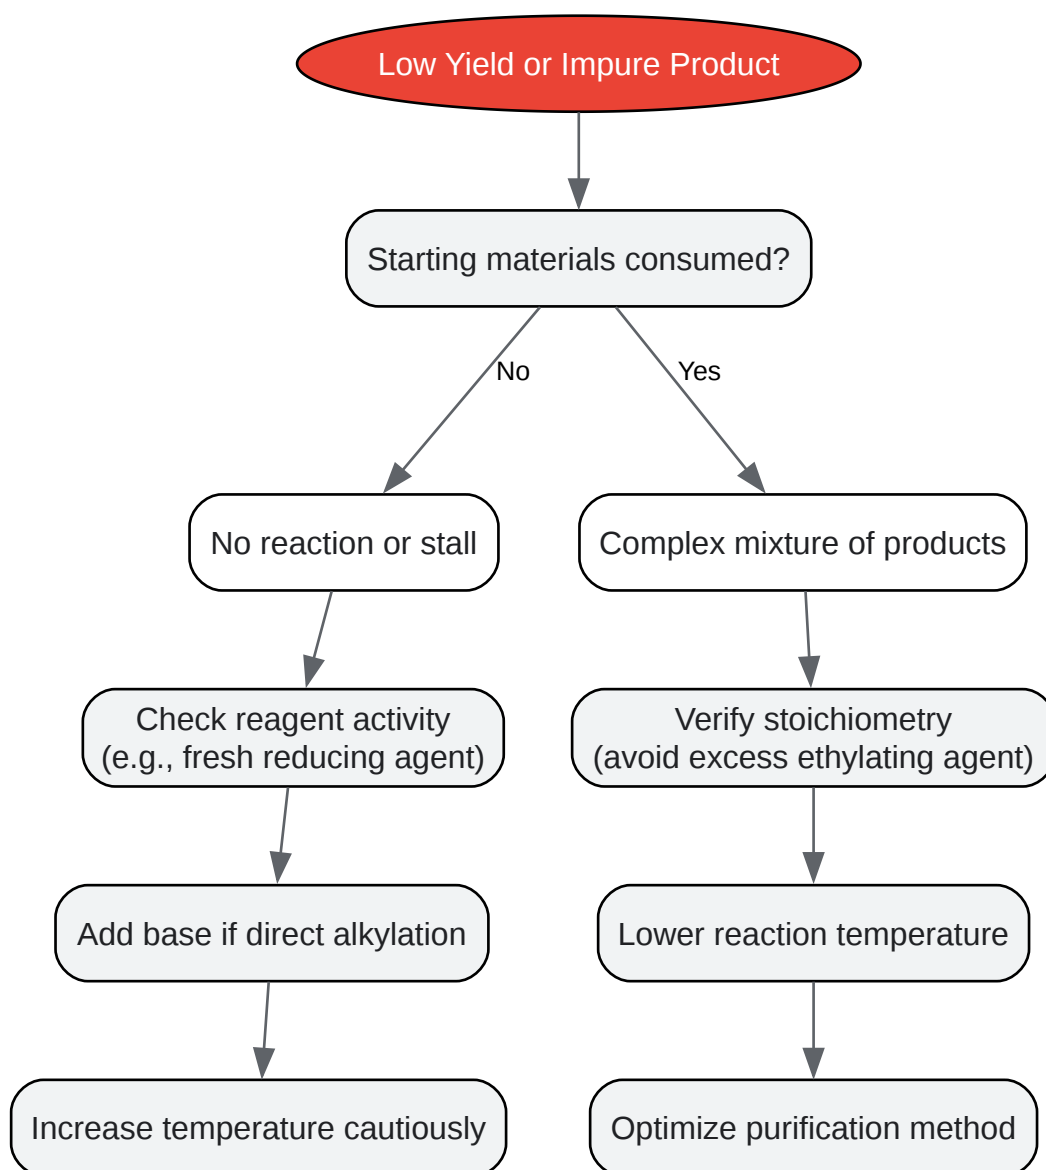 Low Yield or Impure Product
Starting materials consumed?
No
Yes
No reaction or stall
Complex mixture of products
Check reagent activity
(e.g., fresh reducing agent)
Verify stoichiometry
(avoid excess ethylating agent)
Add base if direct alkylation
Lower reaction temperature
Increase temperature cautiously
Optimize purification method